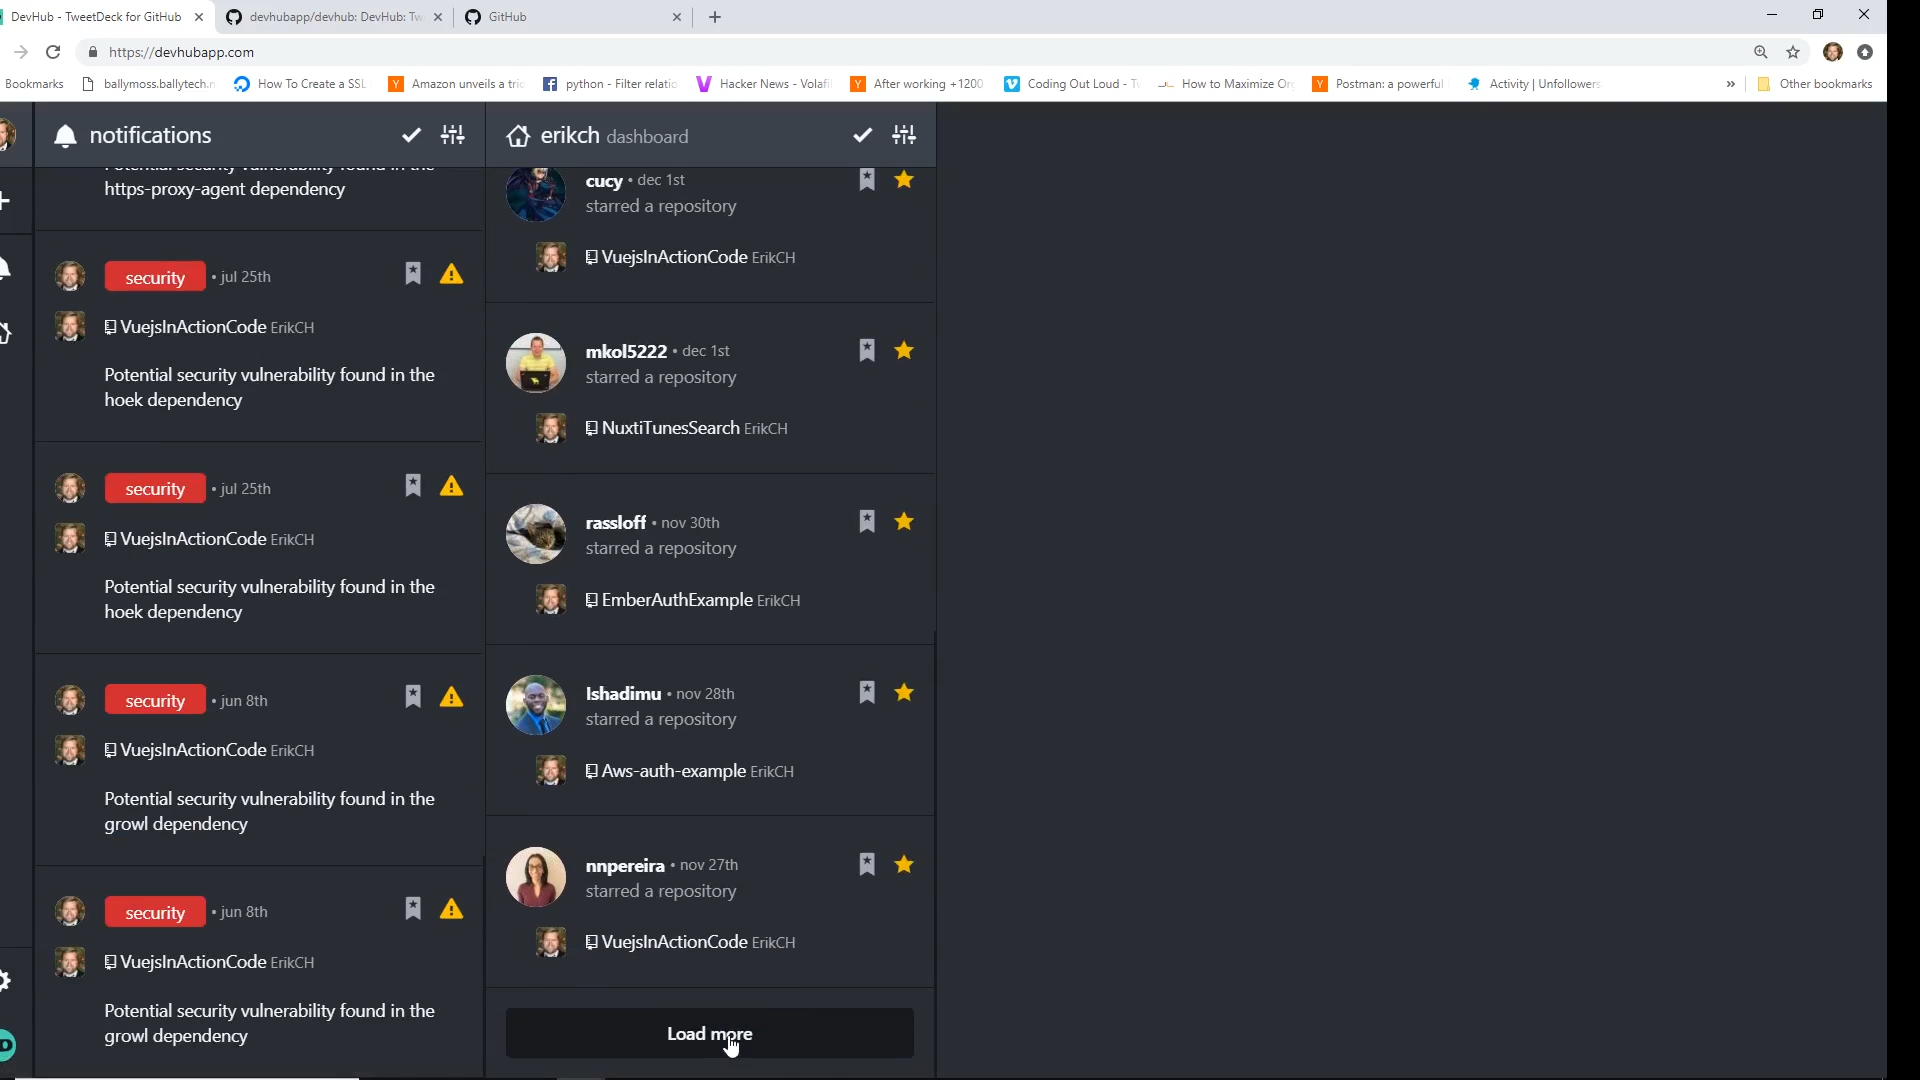 DevHub - TweetDeck for GitHub
devhubapp/devhub: DevHub: Tw
GitHub
https://devhubapp.com
Bookmarks
ballymoss.ballytech.n
How To Create a SSL
Amazon unveils a tri
python - Filter relatio
Hacker News - Volafil
After working +1200
Coding Out Loud - Tw
How to Maximize Or
Postman: a powerful
Activity | Unfollowers
Other bookmarks
notifications
https-proxy-agent dependency
security • jul 25th
VuejsInActionCode ErikCH
Potential security vulnerability found in the
hoek dependency
security • jul 25th
VuejsInActionCode ErikCH
Potential security vulnerability found in the
hoek dependency
security • jun 8th
VuejsInActionCode ErikCH
Potential security vulnerability found in the
growl dependency
security • jun 8th
VuejsInActionCode ErikCH
Potential security vulnerability found in the
growl dependency
erikch dashboard
cucy • dec 1st
starred a repository
VuejsInActionCode ErikCH
mkol5222 • dec 1st
starred a repository
NuxtiTunesSearch ErikCH
rassloff • nov 30th
starred a repository
EmberAuthExample ErikCH
lshadimu • nov 28th
starred a repository
Aws-auth-example ErikCH
nnpereira • nov 27th
starred a repository
VuejsInActionCode ErikCH
Load more